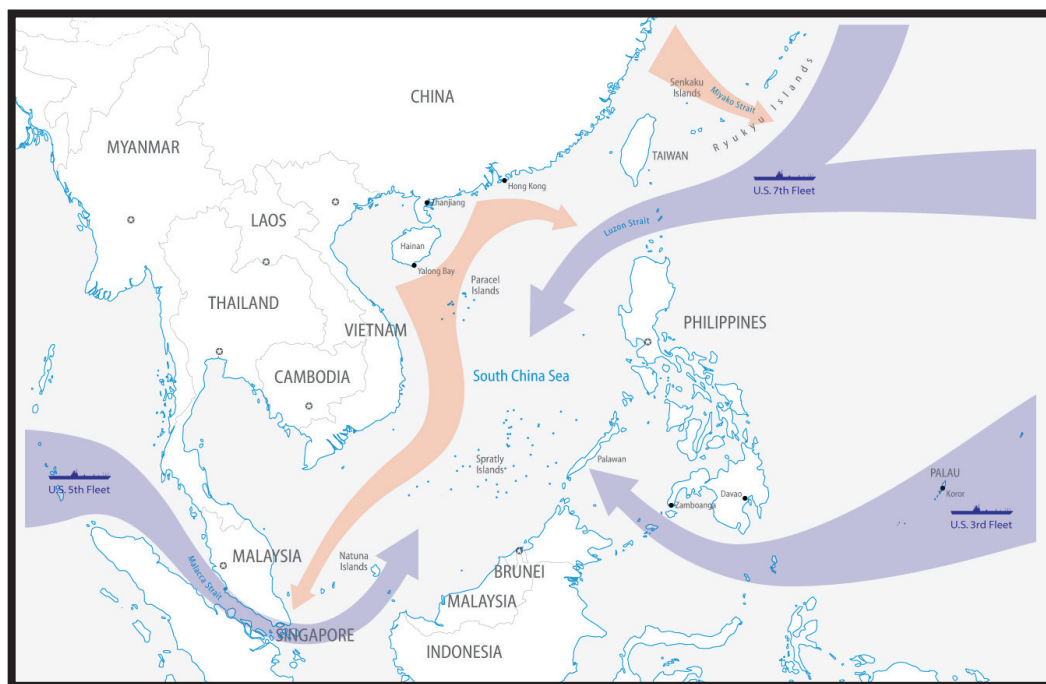 CHINA
Senkaku
Islands
Miyako Strait
Ryukyu Islands
MYANMAR
TAIWAN
Hong Kong
U.S. 7th Fleet
Zhanjiang
LAOS
Luzon Strait
Hainan
Yalong Bay
Paracel
Islands
THAILAND
VIETNAM
PHILIPPINES
CAMBODIA
South China Sea
Spratly
Islands
Palawan
PALAU
U.S. 5th Fleet
Davao
Koror
Zamboanga
U.S. 3rd Fleet
MALAYSIA
Natuna
Islands
Malacca Strait
BRUNEI
MALAYSIA
SINGAPORE
INDONESIA